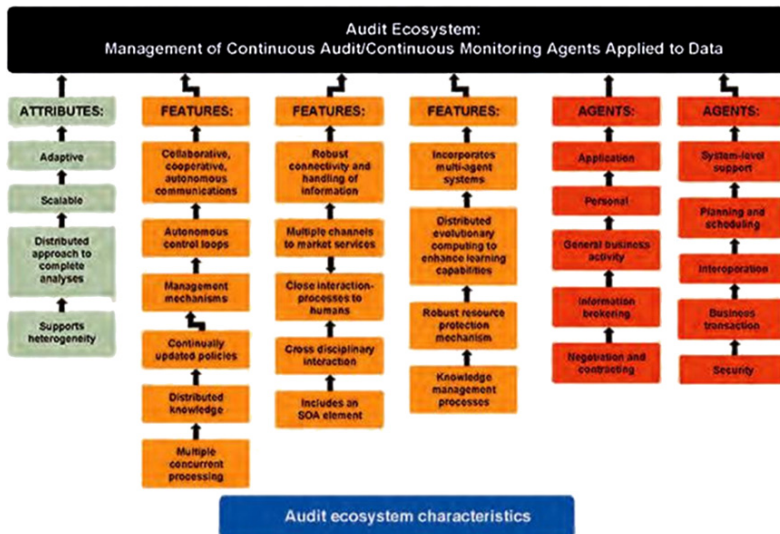 Audit Ecosystem:
Management of Continuous Audit/Continuous Monitoring Agents Applied to Data
ATTRIBUTES:
Adaptive
Scalable
Distributed
approach to
complete
analyses
Supports
heterogeneity
FEATURES:
Collaborative,
cooperative,
autonomous
communications
Autonomous
control loops
Management
mechanisms
Continually
updated policies
Distributed
knowledge
Multiple
concurrent
processing
FEATURES:
Robust
connectivity and
handling of
information
Multiple channels
to market services
Close interaction-
processes to
humans
Cross disciplinary
interaction
Includes an
SOA element
FEATURES:
Incorporates
multi-agent
systems
Distributed
evolutionary
computing to
enhance learning
capabilities
Robust resource
protection
mechanism
Knowledge
management
processes
AGENTS:
Application
Personal
General business
activity
Information
brokering
Negotiation and
contracting
AGENTS:
System-level
support
Planning and
scheduling
Interoporation
Business
transaction
Security
Audit ecosystem characteristics